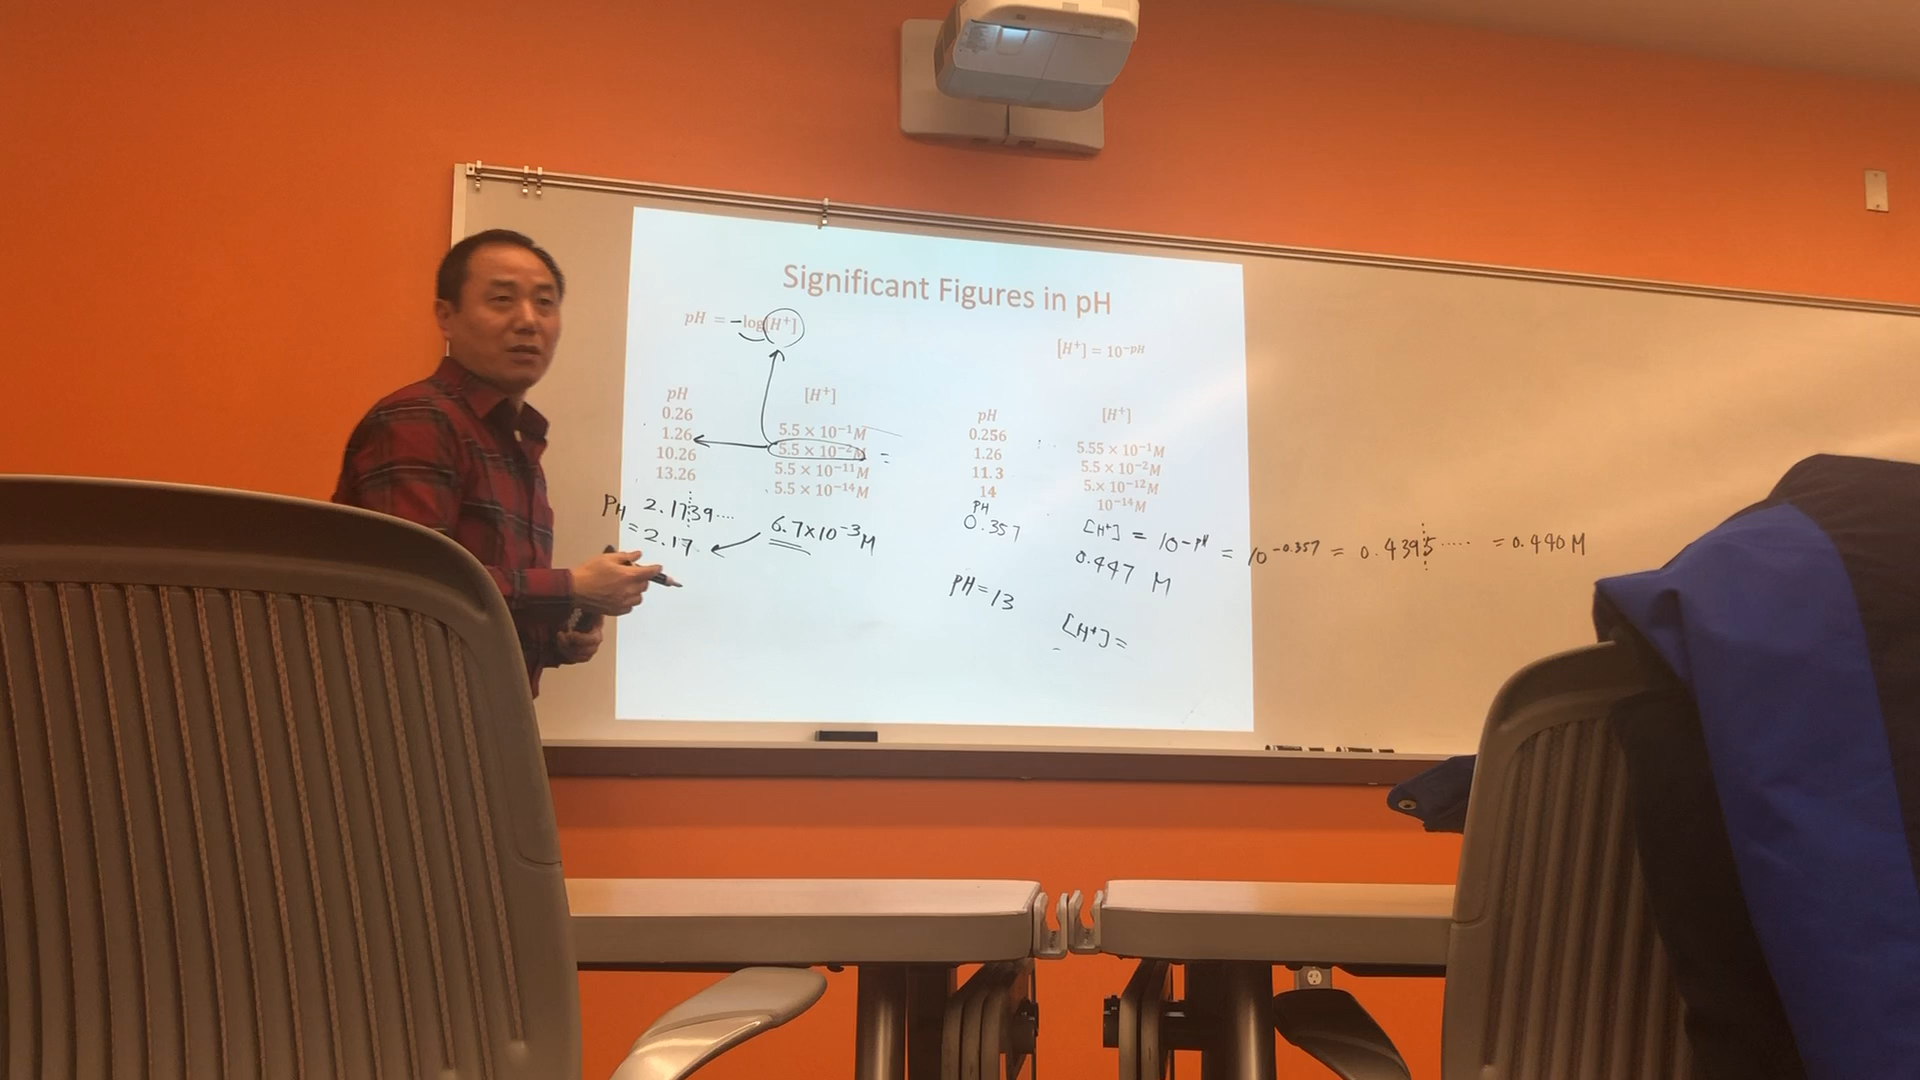 Significant Figures in pH
pH = −log[H⁺]
[H⁺] = 10⁻ᵖᴴ
pH [H⁺]
0.26 5.5 × 10⁻¹M
1.26 5.5 × 10⁻²M =
10.26 5.5 × 10⁻¹¹M
13.26 5.5 × 10⁻¹⁴M
PH 2.1739....
= 2.17
6.7×10⁻³M
pH [H⁺]
0.256 5.55 × 10⁻¹M
1.26 5.5 × 10⁻²M
11.3 5.× 10⁻¹²M
14 10⁻¹⁴M
PH
0.357
[H⁺] = 10⁻ᵖᴴ = 10⁻⁰·³⁵⁷ = 0.4395..... = 0.440 M
0.447 M
PH = 13
[H⁺] =